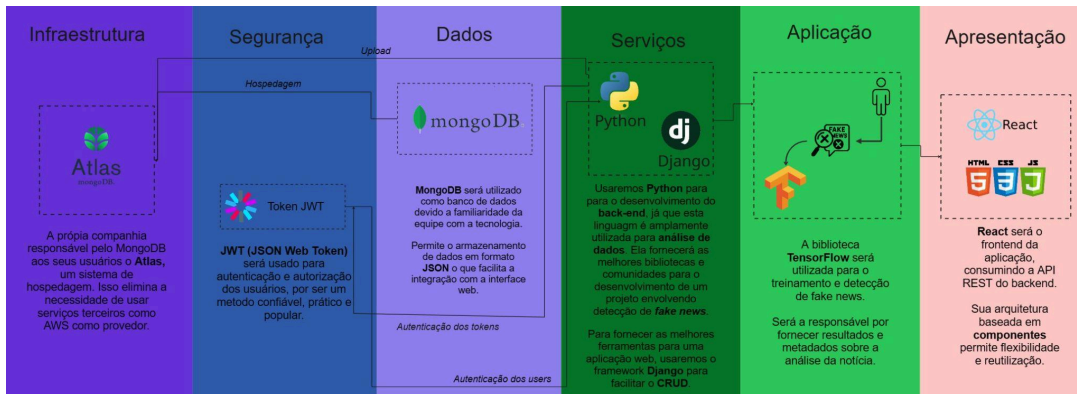 Infraestrutura
Atlas
mongoDB
A própia companhia
responsável pelo MongoDB
aos seus usuários o Atlas,
um sistema de
hospedagem. Isso elimina a
necessidade de usar
serviços terceiros como
AWS como provedor.
Segurança
Token JWT
JWT (JSON Web Token)
será usado para
autenticação e autorização
dos usuários, por ser um
metodo confiável, prático e
popular.
Dados
Upload
Hospedagem
mongoDB
MongoDB será utilizado
como banco de dados
devido a familiaridade da
equipe com a tecnologia.
Permite o armazenamento
de dados em formato
JSON o que facilita a
integração com a interface
web.
Autenticação dos tokens
Autenticação dos users
Serviços
Python
dj
Django
Usaremos Python para
para o desenvolvimento do
back-end, já que esta
linguagm é amplamente
utilizada para análise de
dados. Ela fornecerá as
melhores bibliotecas e
comunidades para o
desenvolvimento de um
projeto envolvendo
detecção de fake news.
Para fornecer as melhores
ferramentas para uma
aplicação web, usaremos o
framework Django para
facilitar o CRUD.
Aplicação
FAKE
NEWS
A biblioteca
TensorFlow será
utilizada para o
treinamento e detecção
de fake news.
Será a responsável por
fornecer resultados e
metadados sobre a
análise da notícia.
Apresentação
React
HTML CSS JS
5 3
React será o
frontend da
aplicação,
consumindo a API
REST do backend.
Sua arquitetura
baseada em
componentes
permite flexibilidade
e reutilização.